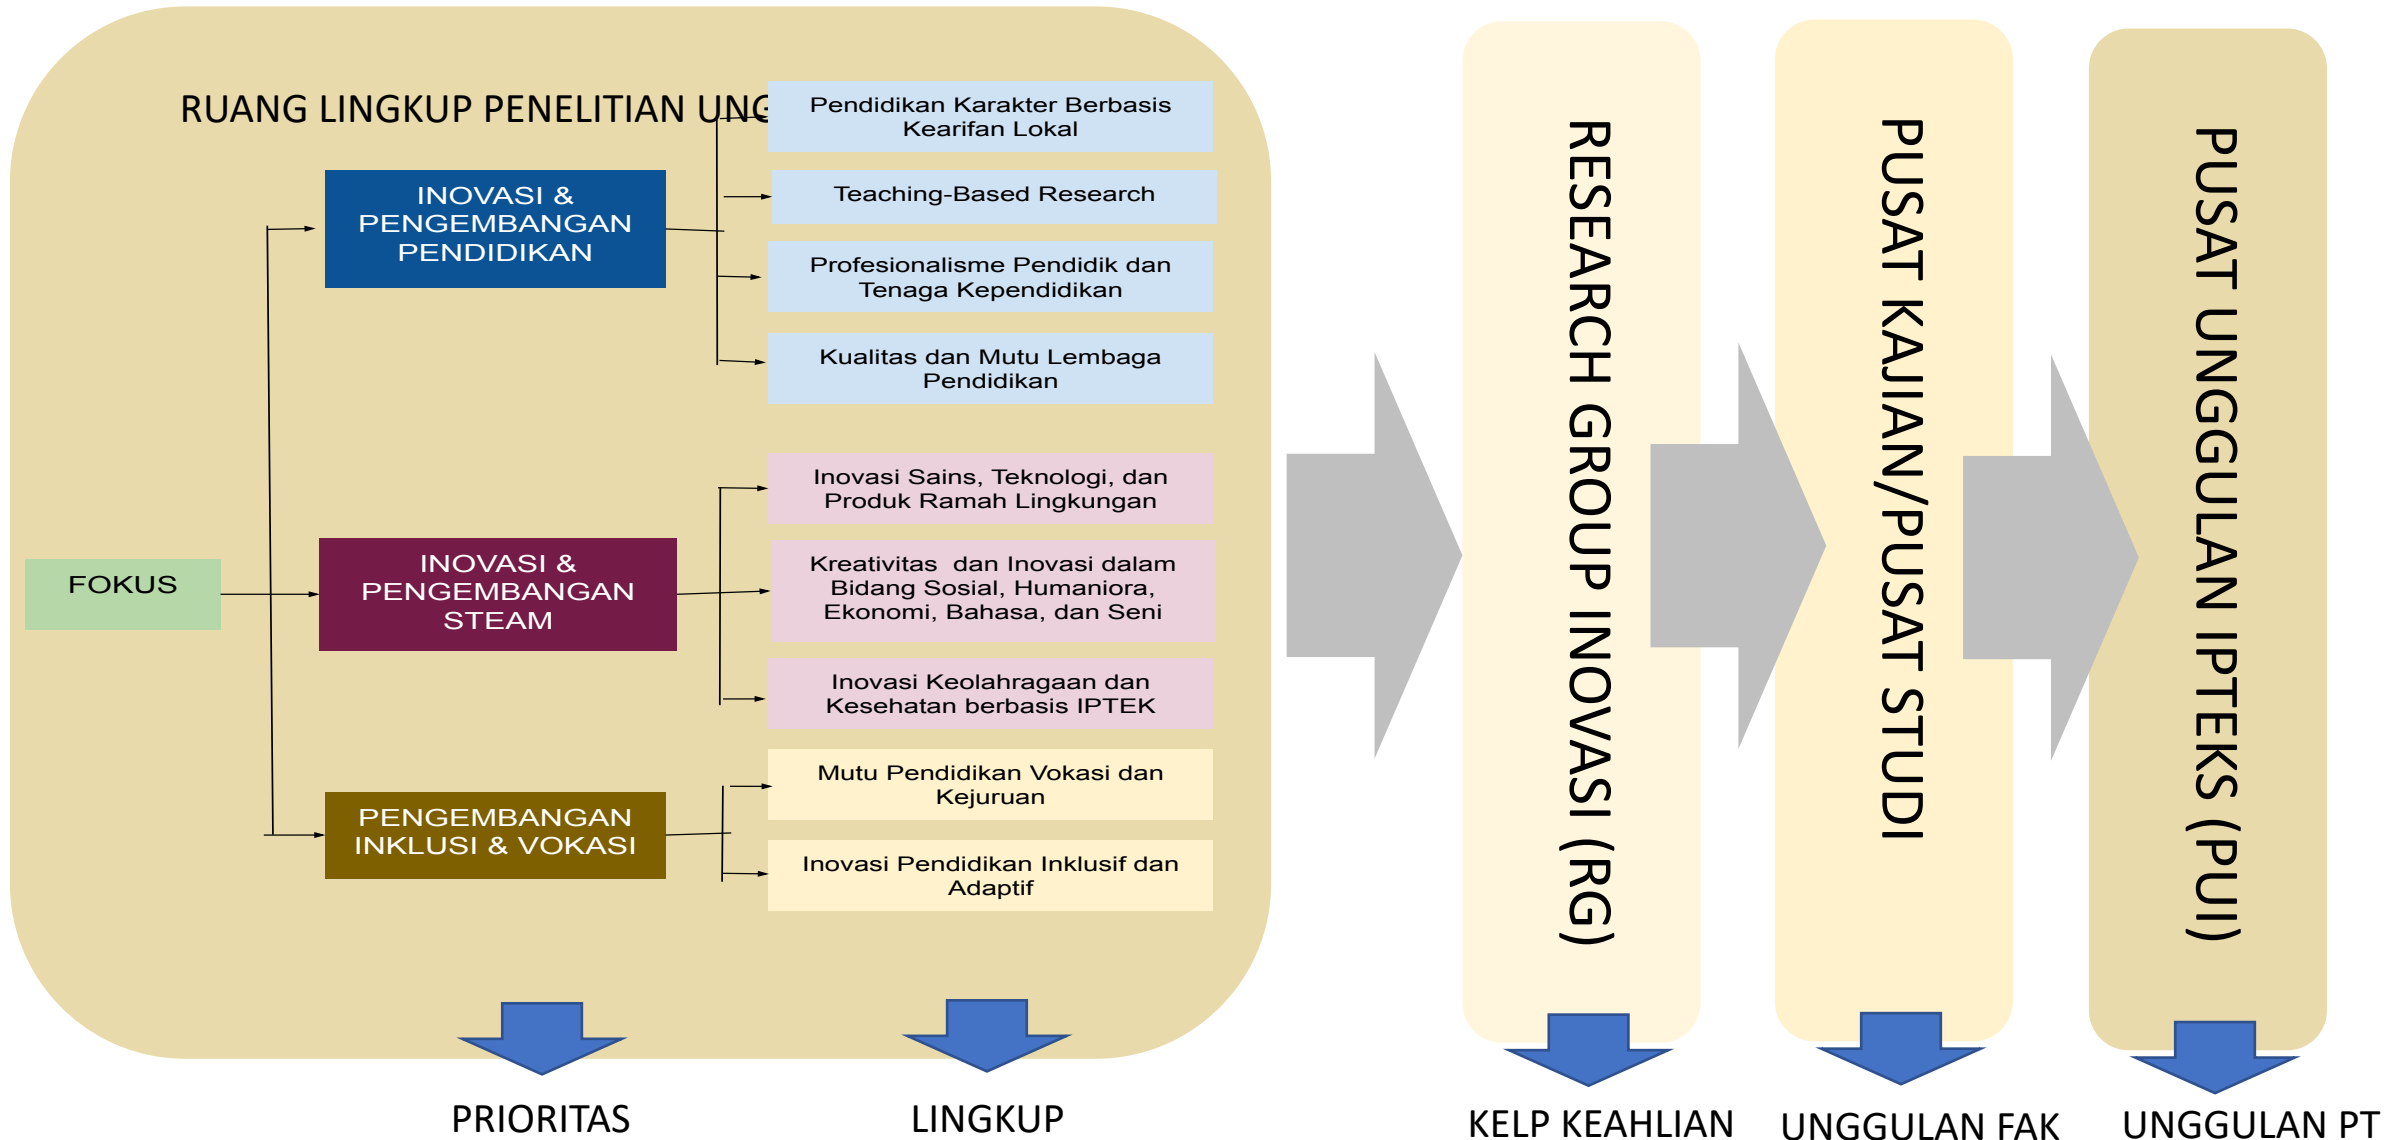 RUANG LINGKUP PENELITIAN
FOKUS
INOVASI &
PENGEMBANGAN
PENDIDIKAN
Pendidikan Karakter Berbasis
Kearifan Lokal
Teaching-Based Research
Profesionalisme Pendidik dan
Tenaga Kependidikan
Kualitas dan Mutu Lembaga
Pendidikan
INOVASI &
PENGEMBANGAN
STEAM
Inovasi Sains, Teknologi, dan
Produk Ramah Lingkungan
Kreativitas dan Inovasi dalam
Bidang Sosial, Humaniora,
Ekonomi, Bahasa, dan Seni
Inovasi Keolahragaan dan
Kesehatan berbasis IPTEK
PENGEMBANGAN
INKLUSI & VOKASI
Mutu Pendidikan Vokasi dan
Kejuruan
Inovasi Pendidikan Inklusif dan
Adaptif
RESEARCH GROUP INOVASI (RG)
PUSAT KAJIAN/PUSAT STUDI
PUSAT UNGGULAN IPTEKS (PUI)
PRIORITAS
LINGKUP
KELP KEAHLIAN
UNGGULAN FAK
UNGGULAN PT